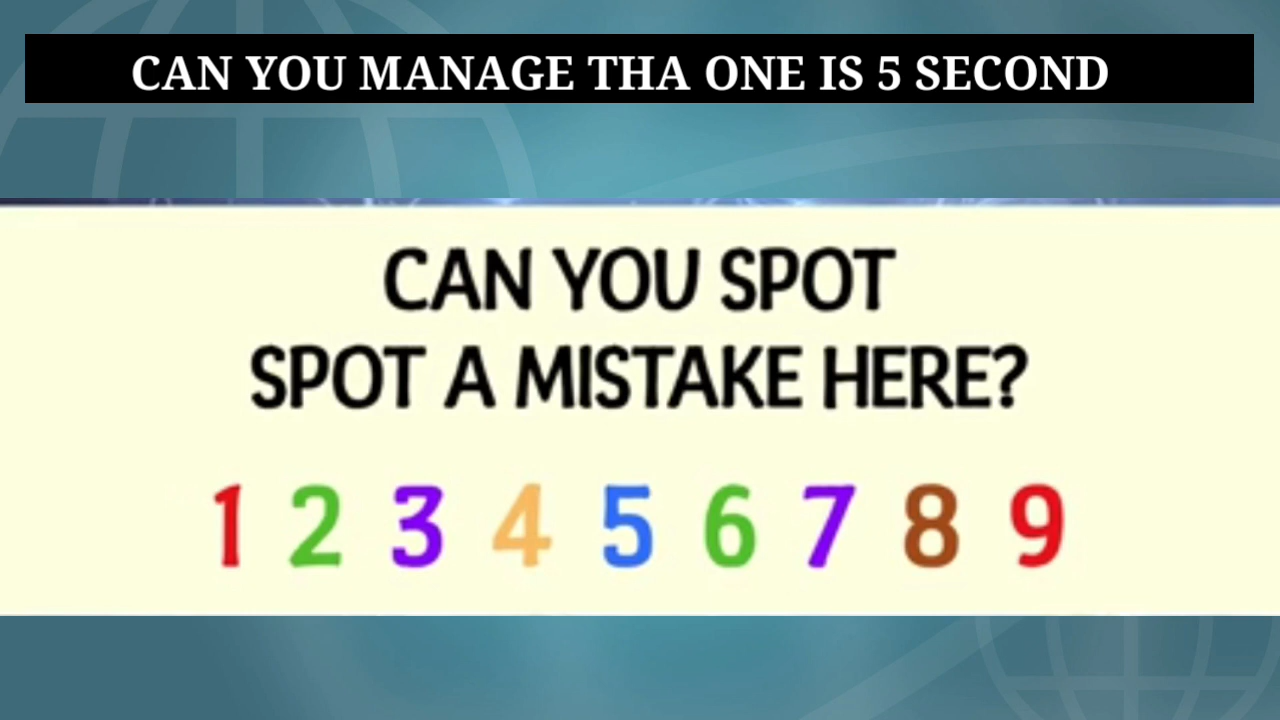 CAN YOU MANAGE THA ONE IS 5 SECOND
CAN YOU SPOT
SPOT A MISTAKE HERE?
1 2 3 4 5 6 7 8 9